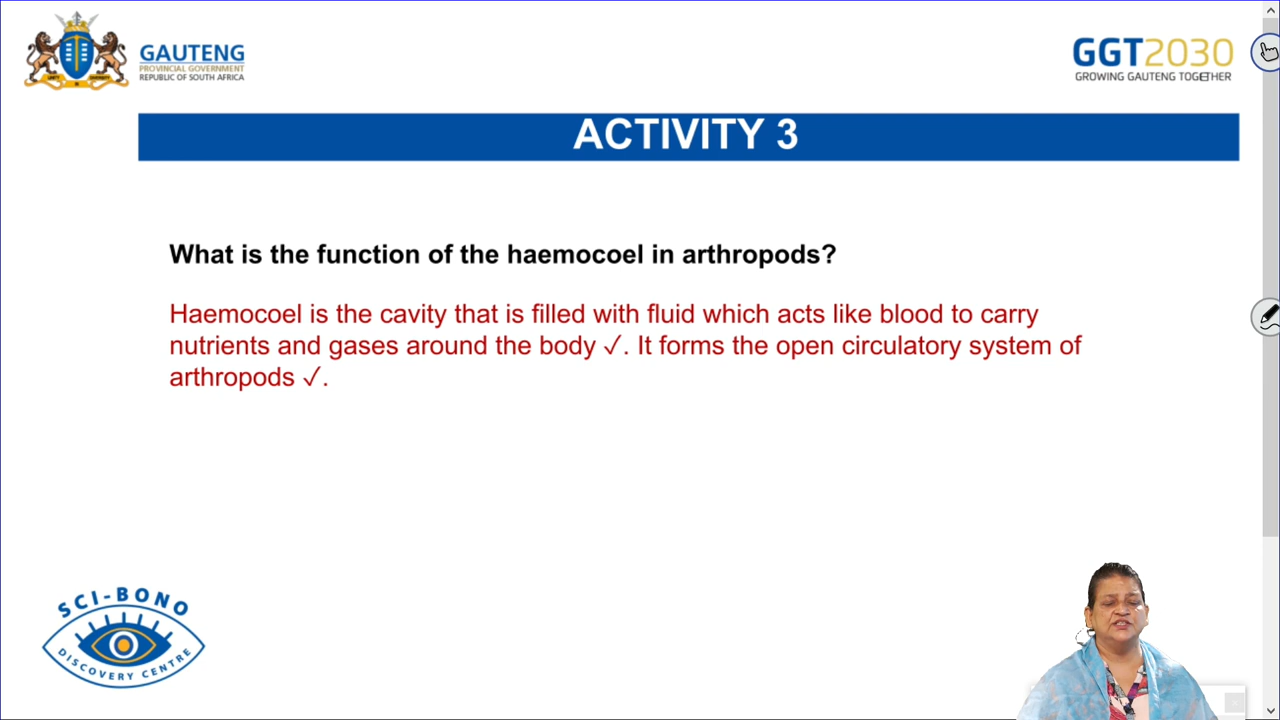 GAUTENG
PROVINCIAL GOVERNMENT
REPUBLIC OF SOUTH AFRICA
GGT2030
GROWING GAUTENG TOGETHER
ACTIVITY 3
What is the function of the haemocoel in arthropods?
Haemocoel is the cavity that is filled with fluid which acts like blood to carry
nutrients and gases around the body ✓. It forms the open circulatory system of
arthropods ✓.
SCI-BONO
DISCOVERY CENTRE